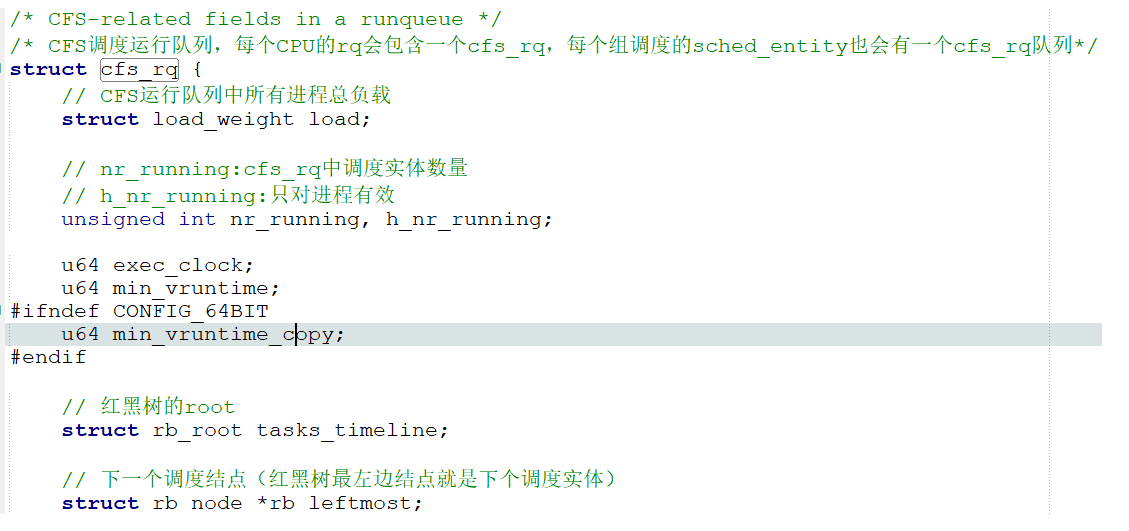 /* CFS-related fields in a runqueue */
/* CFS调度运行队列，每个CPU的rq会包含一个cfs_rq，每个组调度的sched_entity也会有一个cfs_rq队列*/
struct cfs_rq {
// CFS运行队列中所有进程总负载
struct load_weight load;
// nr_running:cfs_rq中调度实体数量
// h_nr_running:只对进程有效
unsigned int nr_running, h_nr_running;
u64 exec_clock;
u64 min_vruntime;
#ifndef CONFIG_64BIT
u64 min_vruntime_copy;
#endif
// 红黑树的root
struct rb_root tasks_timeline;
// 下一个调度结点（红黑树最左边结点就是下个调度实体）
struct rb_node *rb_leftmost;